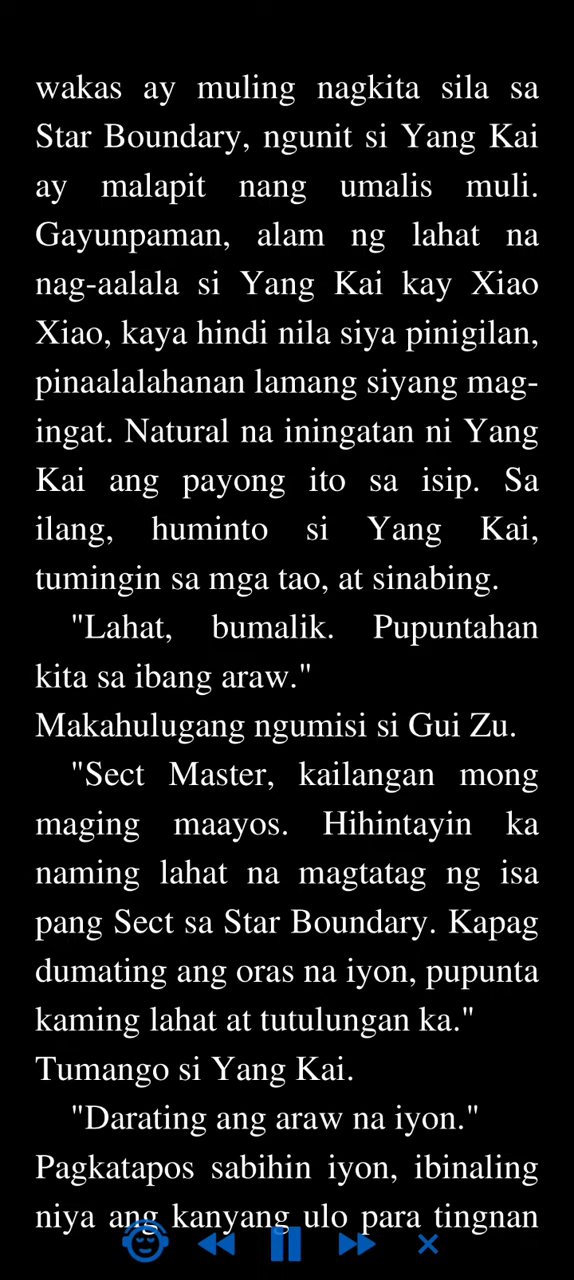 wakas ay muling nagkita sila sa
Star Boundary, ngunit si Yang Kai
ay malapit nang umalis muli.
Gayunpaman, alam ng lahat na
nag-aalala si Yang Kai kay Xiao
Xiao, kaya hindi nila siya pinigilan,
pinaalalahanan lamang siyang mag-
ingat. Natural na iningatan ni Yang
Kai ang payong ito sa isip. Sa
ilang, huminto si Yang Kai,
tumingin sa mga tao, at sinabing.
"Lahat, bumalik. Pupuntahan
kita sa ibang araw."
Makahulugang ngumisi si Gui Zu.
"Sect Master, kailangan mong
maging maayos. Hihintayin ka
naming lahat na magtatag ng isa
pang Sect sa Star Boundary. Kapag
dumating ang oras na iyon, pupunta
kaming lahat at tutulungan ka."
Tumango si Yang Kai.
"Darating ang araw na iyon."
Pagkatapos sabihin iyon, ibinaling
niya ang kanyang ulo para tingnan